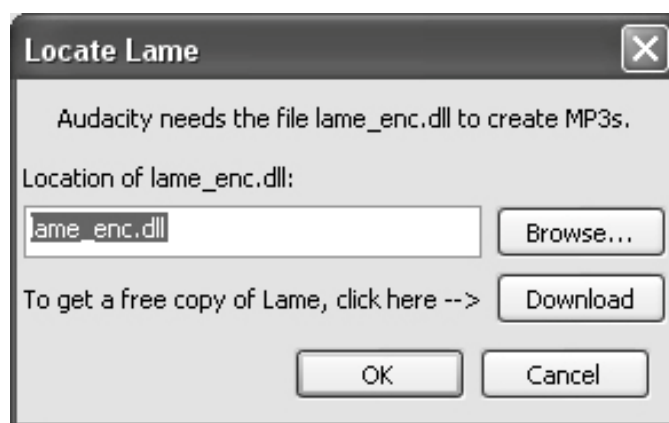 Locate Lame
Audacity needs the file lame_enc.dll to create MP3s.
Location of lame_enc.dll:
lame_enc.dll
Browse...
To get a free copy of Lame, click here -->
Download
OK
Cancel